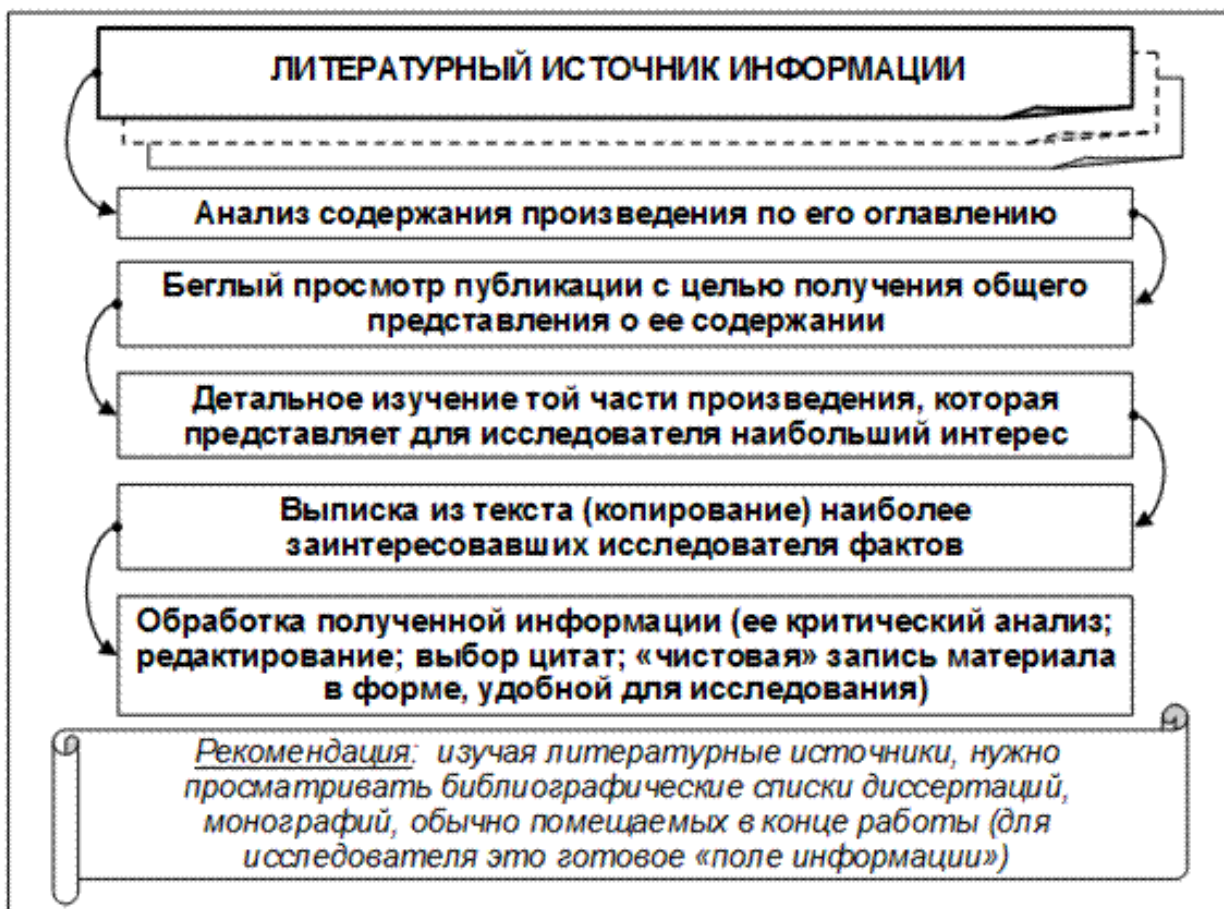 ЛИТЕРАТУРНЫЙ ИСТОЧНИК ИНФОРМАЦИИ
Анализ содержания произведения по его оглавлению
Беглый просмотр публикации с целью получения общего
представления о ее содержании
Детальное изучение той части произведения, которая
представляет для исследователя наибольший интерес
Выписка из текста (копирование) наиболее
заинтересовавших исследователя фактов
Обработка полученной информации (ее критический анализ;
редактирование; выбор цитат; «чистовая» запись материала
в форме, удобной для исследования)
Рекомендация: изучая литературные источники, нужно
просматривать библиографические списки диссертаций,
монографий, обычно помещаемых в конце работы (для
исследователя это готовое «поле информации»)